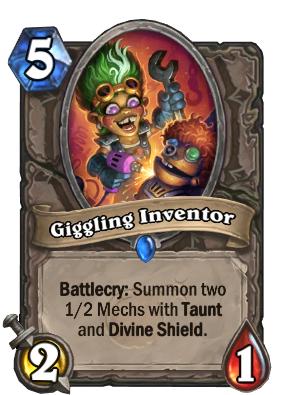 5
Giggling Inventor
Battlecry: Summon two
1/2 Mechs with Taunt
and Divine Shield.
2
1